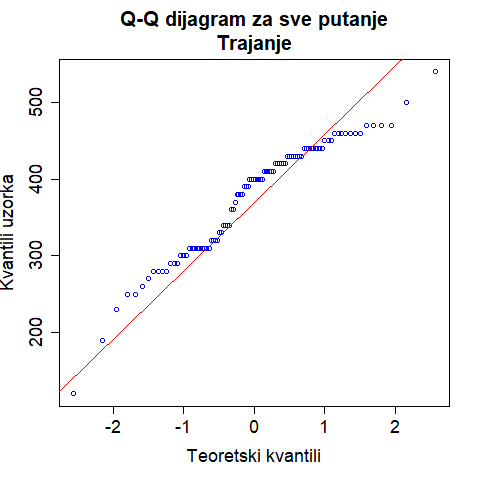 Q-Q dijagram za sve putanje
Trajanje
Kvantili uzorka
500
400
300
200
-2
-1
0
1
2
Teoretski kvantili